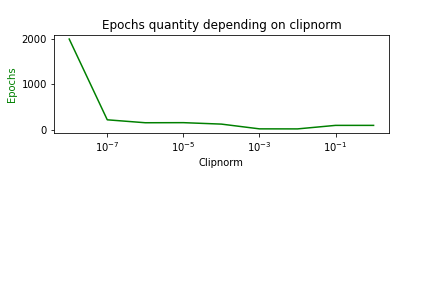 Epochs quantity depending on clipnorm
2000
1000
0
Epochs
10⁻⁷ 10⁻⁵ 10⁻³ 10⁻¹
Clipnorm